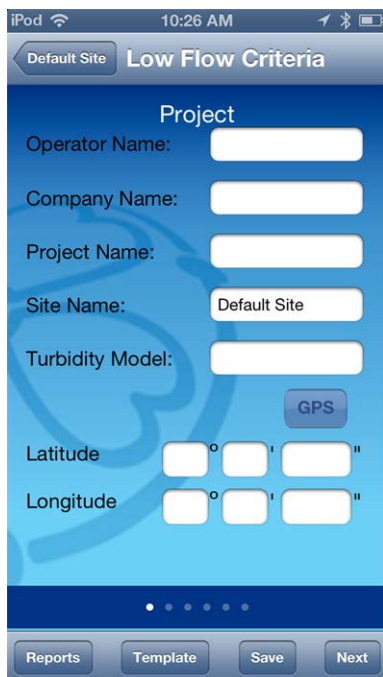 iPod 10:26 AM
Default Site Low Flow Criteria
Project
Operator Name:
Company Name:
Project Name:
Site Name: Default Site
Turbidity Model:
GPS
Latitude o ' "
Longitude o ' "
Reports Template Save Next